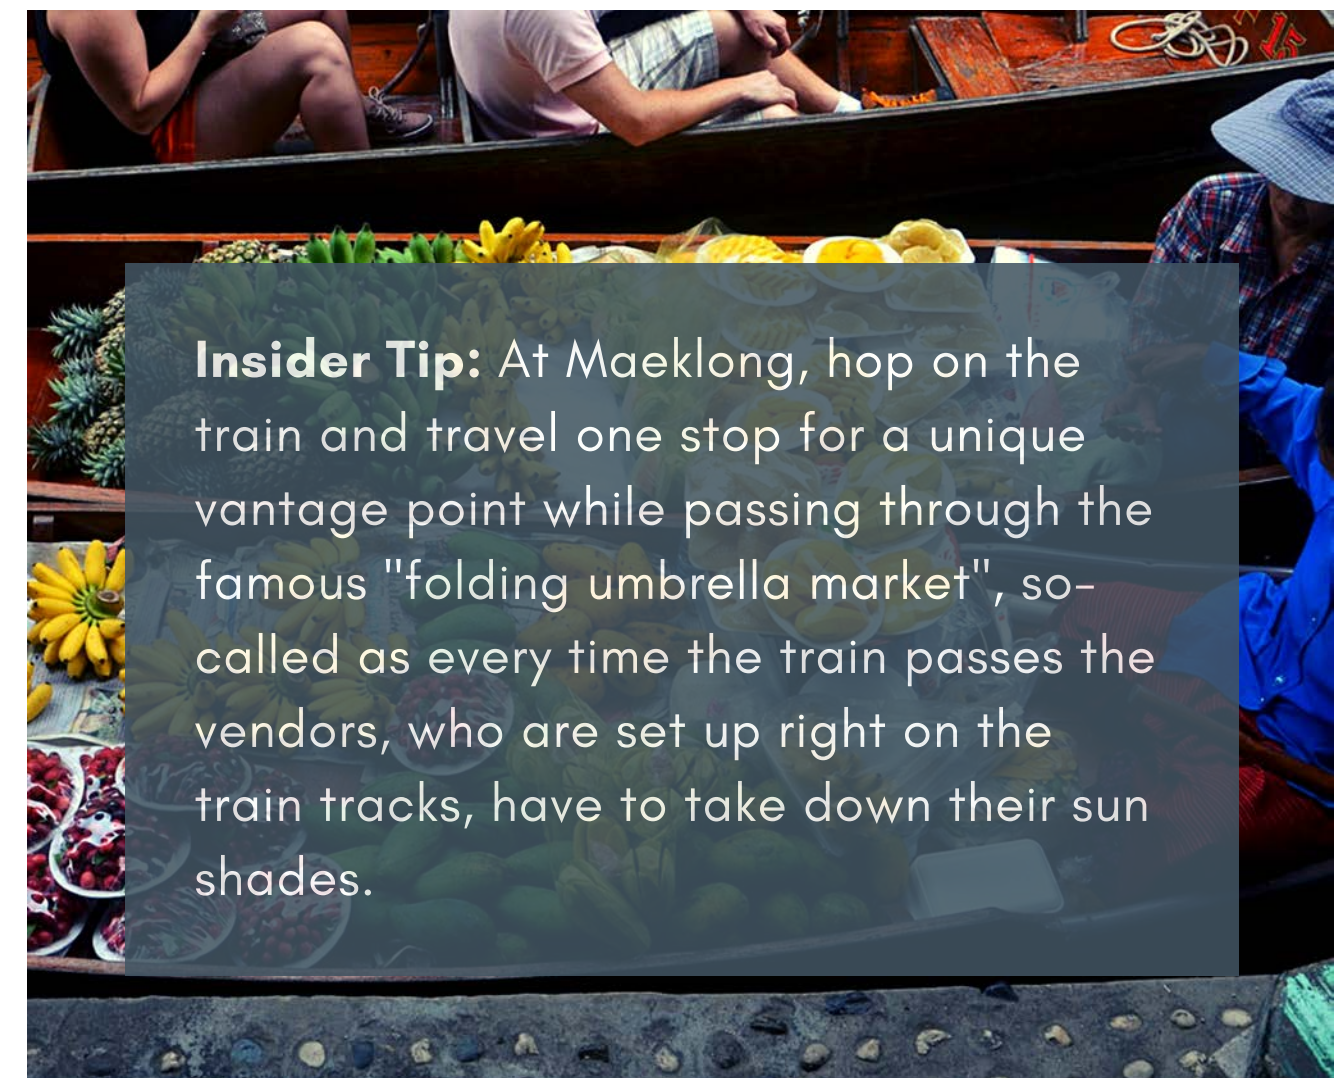 Insider Tip: At Maeklong, hop on the
train and travel one stop for a unique
vantage point while passing through the
famous "folding umbrella market", so-
called as every time the train passes the
vendors, who are set up right on the
train tracks, have to take down their sun
shades.
15